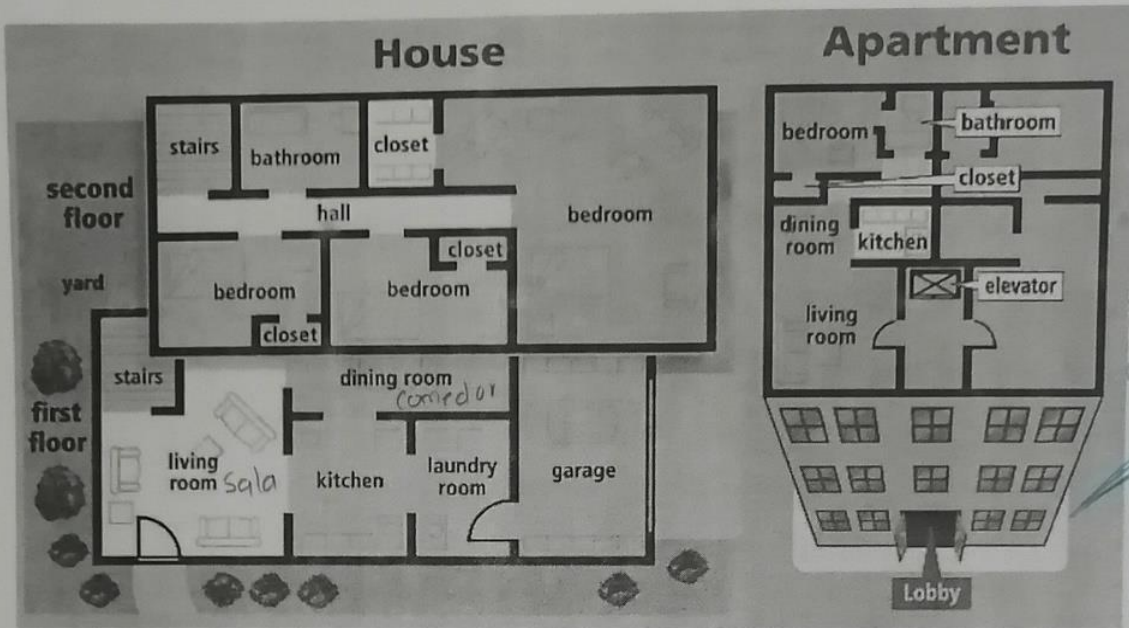 House
stairs
bathroom
closet
second
floor
hall
bedroom
closet
yard
bedroom
bedroom
closet
stairs
dining room
comedor
first
floor
living
room Sala
kitchen
laundry
room
garage
Apartment
bedroom
bathroom
closet
dining
room
kitchen
elevator
living
room
Lobby